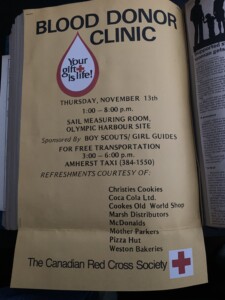 BLOOD DONOR
CLINIC
Your
gift
is life!
THURSDAY, NOVEMBER 13th
1:00 - 8:00 p.m.
SAIL MEASURING ROOM,
OLYMPIC HARBOUR SITE
Sponsored By BOY SCOUTS/ GIRL GUIDES
FOR FREE TRANSPORTATION
3:00 - 6:00 p.m.
AMHERST TAXI (384-1550)
REFRESHMENTS COURTESY OF:
Christies Cookies
Coca Cola Ltd.
Cookes Old World Shop
Marsh Distributors
McDonalds
Mother Parkers
Pizza Hut
Weston Bakeries
The Canadian Red Cross Society